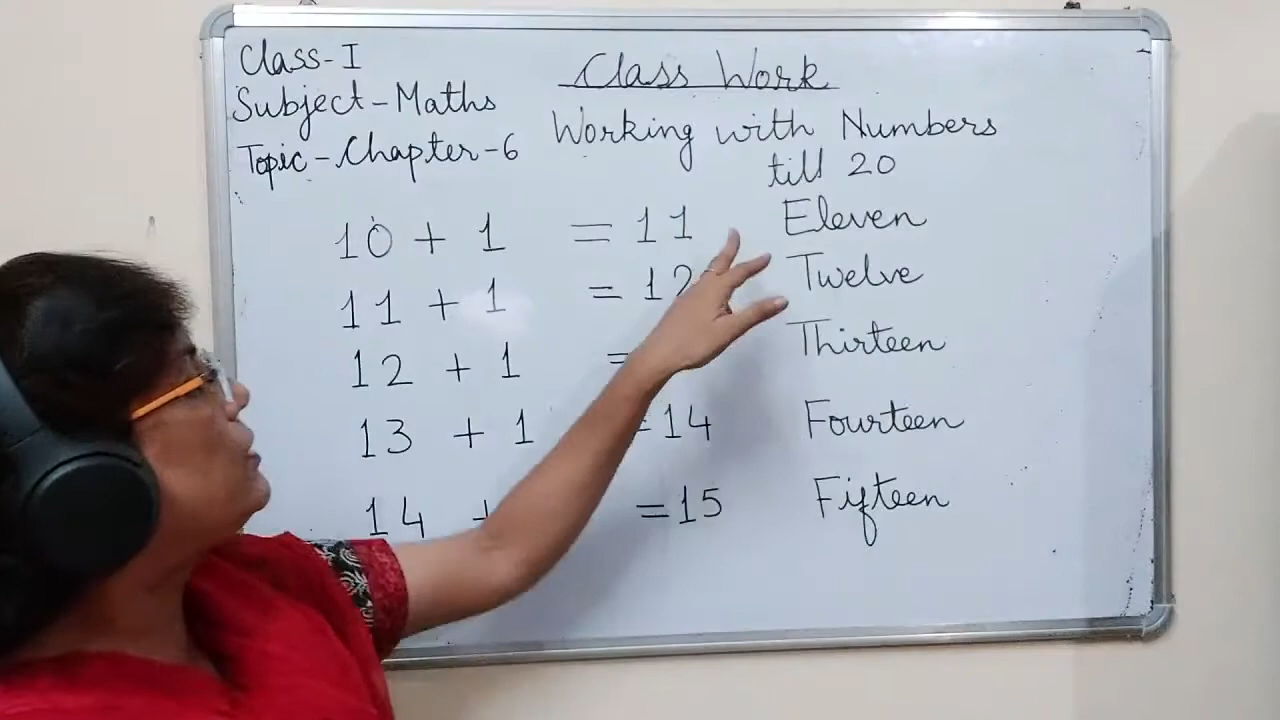 Class-I
Class Work
Subject-Maths
Topic-Chapter-6
Working with Numbers
till 20
10 + 1 = 11 Eleven
11 + 1 = 12 Twelve
12 + 1 = Thirteen
13 + 1 = 14 Fourteen
14 + = 15 Fifteen